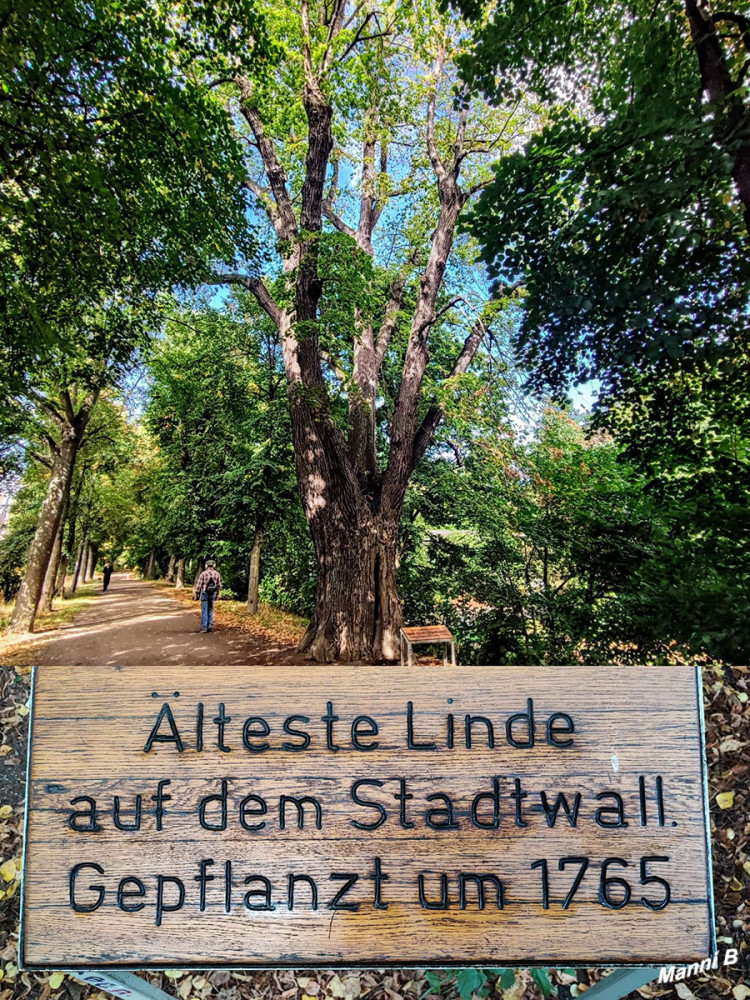 Älteste Linde
auf dem Stadtwall.
Gepflanzt um 1765
Manni B